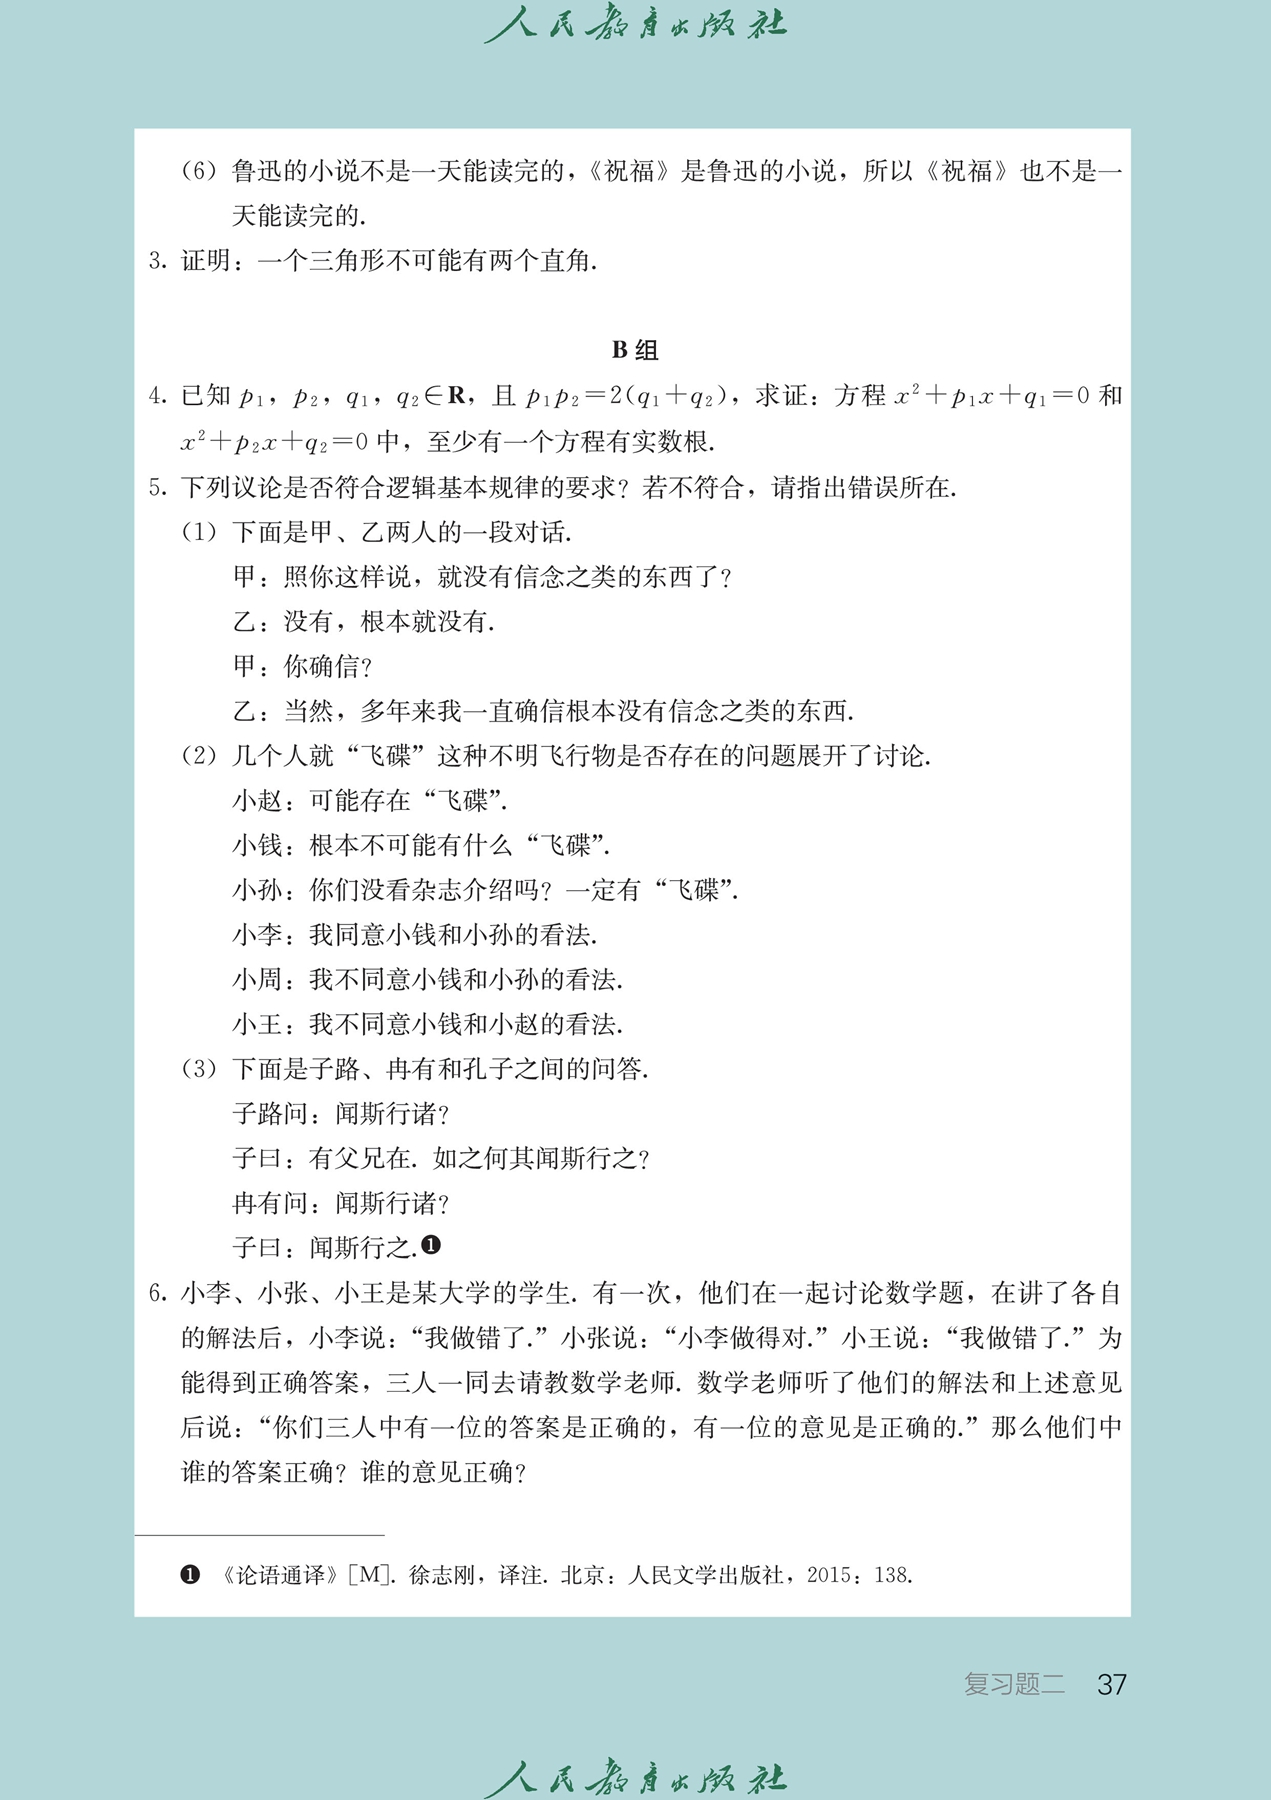 人民教育出版社
（6）鲁迅的小说不是一天能读完的，《祝福》是鲁迅的小说，所以《祝福》也不是一
天能读完的.
3. 证明：一个三角形不可能有两个直角.
B 组
4. 已知 p₁，p₂，q₁，q₂∈R，且 p₁p₂＝2(q₁＋q₂)，求证：方程 x²＋p₁x＋q₁＝0 和
x²＋p₂x＋q₂＝0 中，至少有一个方程有实数根.
5. 下列议论是否符合逻辑基本规律的要求？若不符合，请指出错误所在.
（1）下面是甲、乙两人的一段对话.
甲：照你这样说，就没有信念之类的东西了？
乙：没有，根本就没有.
甲：你确信？
乙：当然，多年来我一直确信根本没有信念之类的东西.
（2）几个人就“飞碟”这种不明飞行物是否存在的问题展开了讨论.
小赵：可能存在“飞碟”.
小钱：根本不可能有什么“飞碟”.
小孙：你们没看杂志介绍吗？一定有“飞碟”.
小李：我同意小钱和小孙的看法.
小周：我不同意小钱和小孙的看法.
小王：我不同意小钱和小赵的看法.
（3）下面是子路、冉有和孔子之间的问答.
子路问：闻斯行诸？
子曰：有父兄在. 如之何其闻斯行之？
冉有问：闻斯行诸？
子曰：闻斯行之.❶
6. 小李、小张、小王是某大学的学生. 有一次，他们在一起讨论数学题，在讲了各自
的解法后，小李说：“我做错了.”小张说：“小李做得对.”小王说：“我做错了.”为
能得到正确答案，三人一同去请教数学老师. 数学老师听了他们的解法和上述意见
后说：“你们三人中有一位的答案是正确的，有一位的意见是正确的.”那么他们中
谁的答案正确？谁的意见正确？
❶ 《论语通译》[M]. 徐志刚，译注. 北京：人民文学出版社，2015：138.
复习题二 37
人民教育出版社